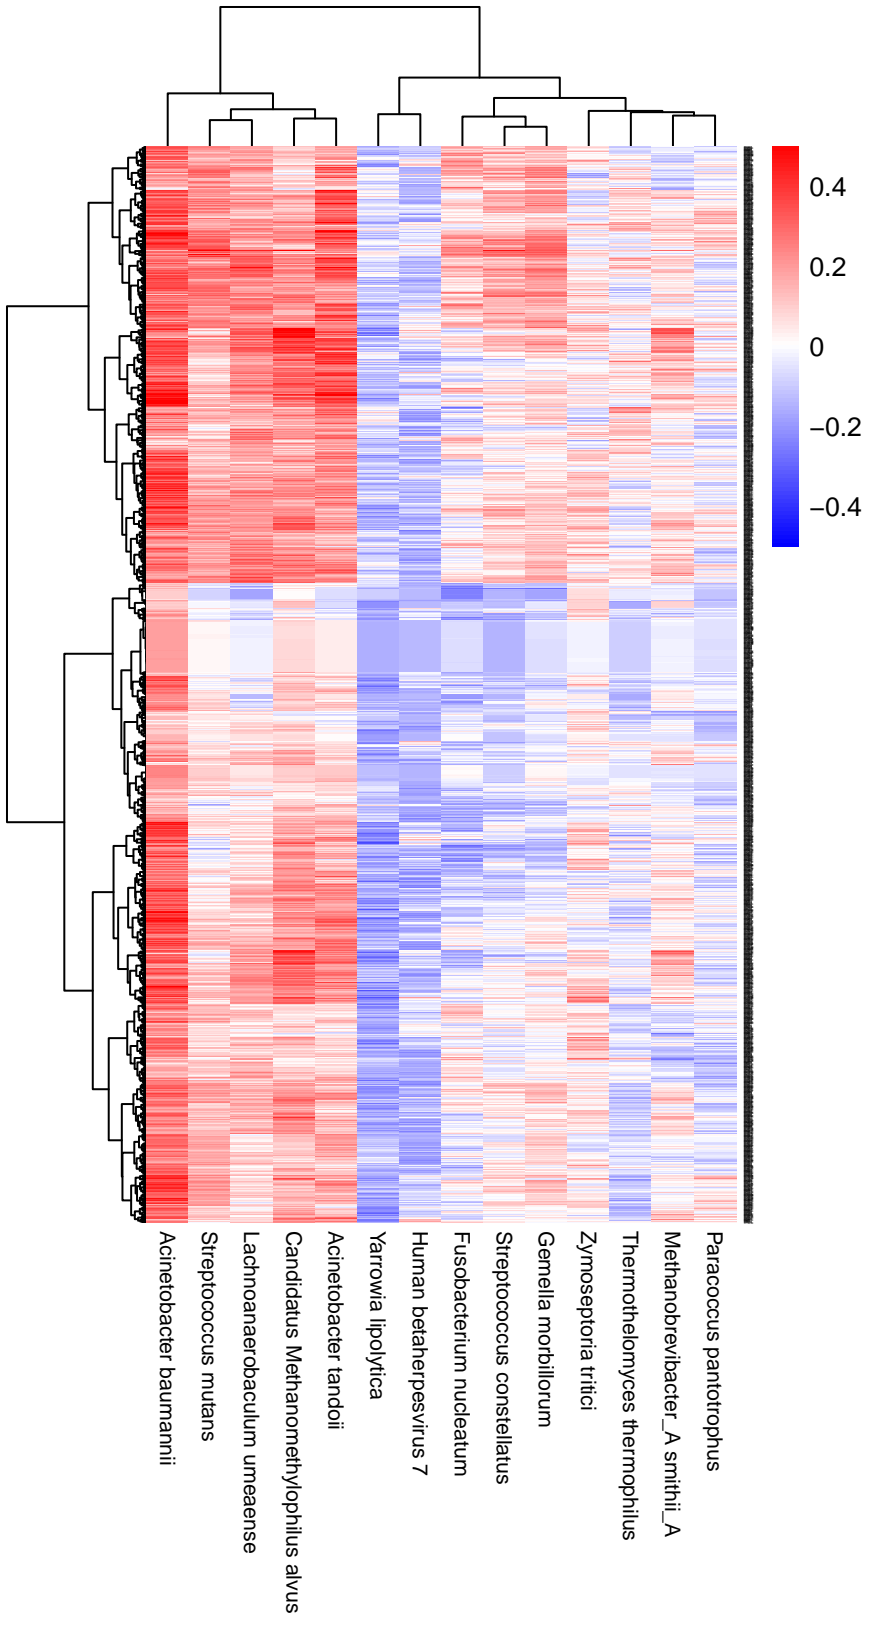 0.4
0.2
0
−0.2
−0.4
Acinetobacter baumannii
Streptococcus mutans
Lachnoanaerobaculum umeaense
Candidatus Methanomethylophilus alvus
Acinetobacter tandoii
Yarrowia lipolytica
Human betaherpesvirus 7
Fusobacterium nucleatum
Streptococcus constellatus
Gemella morbillorum
Zymoseptoria tritici
Thermothelomyces thermophilus
Methanobrevibacter_A smithii_A
Paracoccus pantotrophus